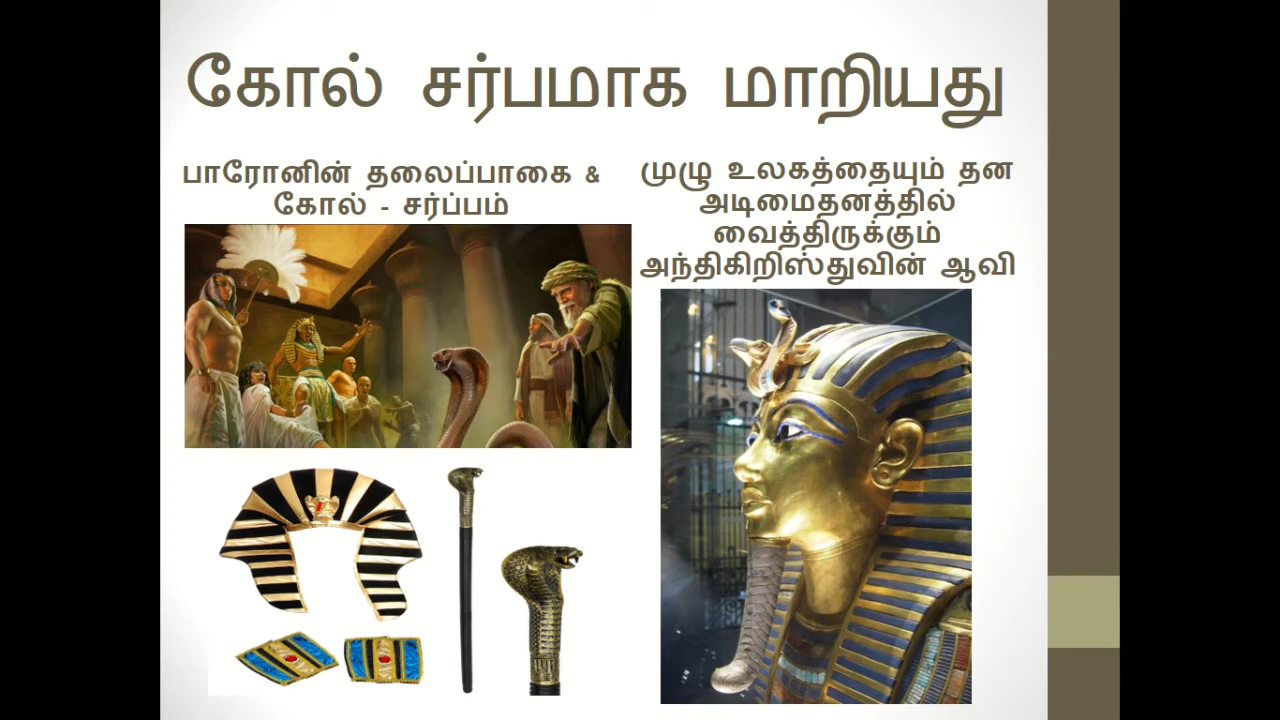 கோல் சர்பமாக மாறியது
பாரோனின் தலைப்பாகை &
கோல் - சர்ப்பம்
முழு உலகத்தையும் தன
அடிமைதனத்தில்
வைத்திருக்கும்
அந்திகிறிஸ்துவின் ஆவி